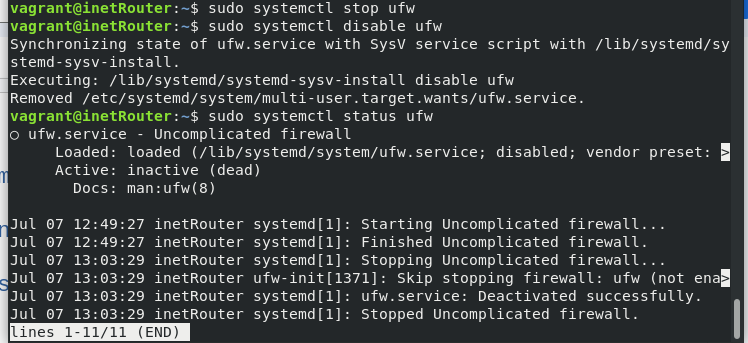 vagrant@inetRouter:~$ sudo systemctl stop ufw
vagrant@inetRouter:~$ sudo systemctl disable ufw
Synchronizing state of ufw.service with SysV service script with /lib/systemd/sy
stemd-sysv-install.
Executing: /lib/systemd/systemd-sysv-install disable ufw
Removed /etc/systemd/system/multi-user.target.wants/ufw.service.
vagrant@inetRouter:~$ sudo systemctl status ufw
○ ufw.service - Uncomplicated firewall
     Loaded: loaded (/lib/systemd/system/ufw.service; disabled; vendor preset: >
     Active: inactive (dead)
       Docs: man:ufw(8)

Jul 07 12:49:27 inetRouter systemd[1]: Starting Uncomplicated firewall...
Jul 07 12:49:27 inetRouter systemd[1]: Finished Uncomplicated firewall.
Jul 07 13:03:29 inetRouter systemd[1]: Stopping Uncomplicated firewall...
Jul 07 13:03:29 inetRouter ufw-init[1371]: Skip stopping firewall: ufw (not ena>
Jul 07 13:03:29 inetRouter systemd[1]: ufw.service: Deactivated successfully.
Jul 07 13:03:29 inetRouter systemd[1]: Stopped Uncomplicated firewall.
lines 1-11/11 (END)